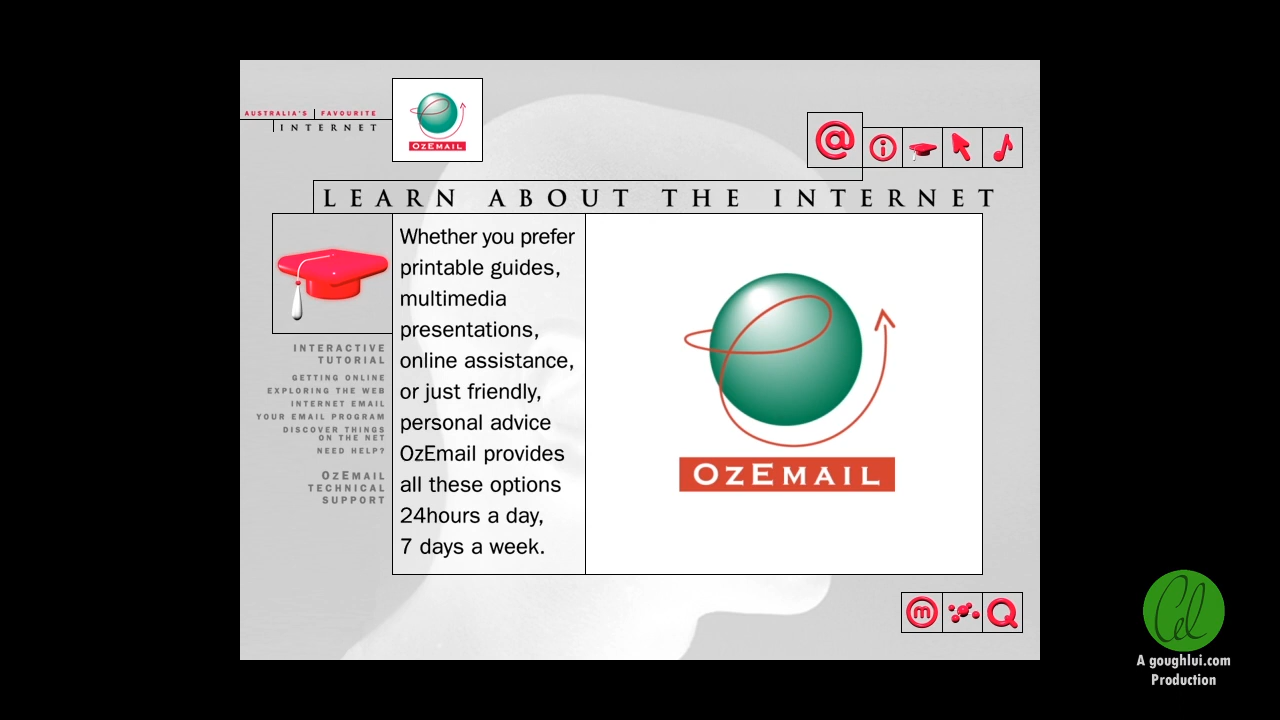 AUSTRALIA'S FAVOURITE
INTERNET
OZEMAIL
LEARN ABOUT THE INTERNET
Whether you prefer
printable guides,
multimedia
presentations,
online assistance,
or just friendly,
personal advice
OzEmail provides
all these options
24hours a day,
7 days a week.
INTERACTIVE
TUTORIAL
GETTING ONLINE
EXPLORING THE WEB
INTERNET EMAIL
YOUR EMAIL PROGRAM
DISCOVER THINGS
ON THE NET
NEED HELP?
OZEMAIL
TECHNICAL
SUPPORT
OZEMAIL
m
Q
Cel
A goughlui.com
Production